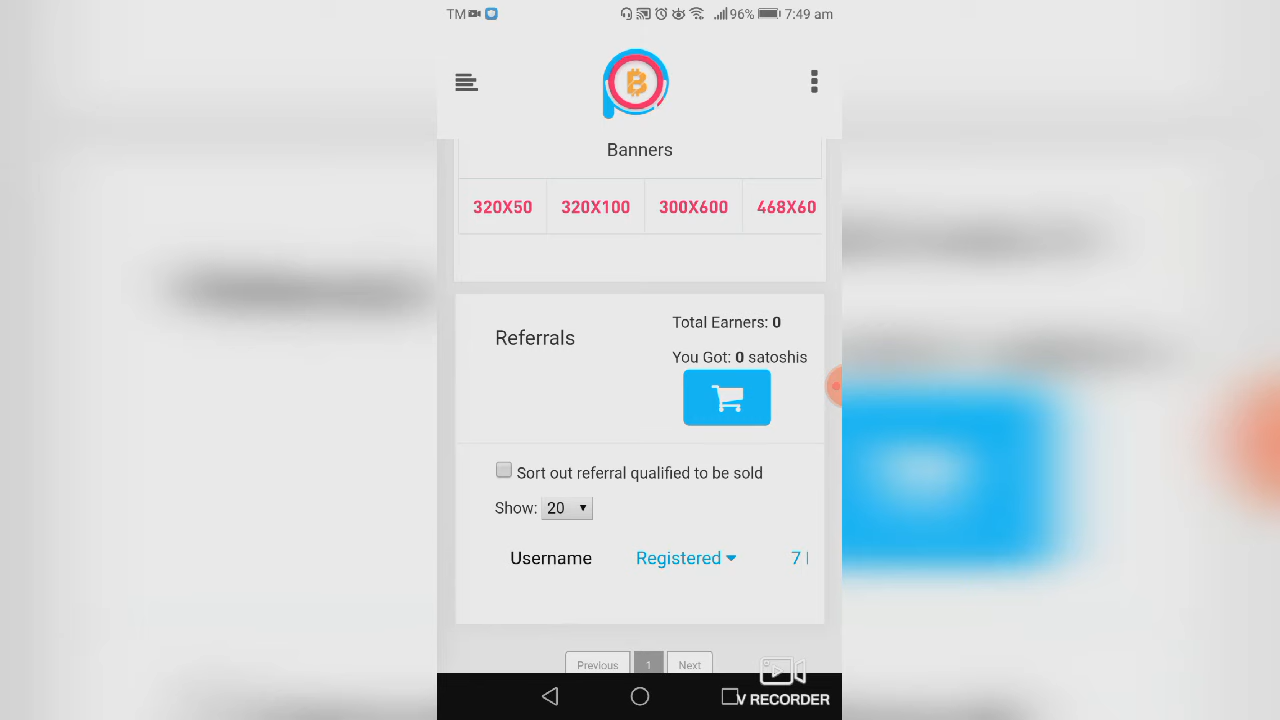 TM 96% 7:49 am
Banners
320X50 320X100 300X600 468X60
Referrals
Total Earners: 0
You Got: 0 satoshis
Sort out referral qualified to be sold
Show: 20
Username Registered 7
Previous 1 Next
V RECORDER